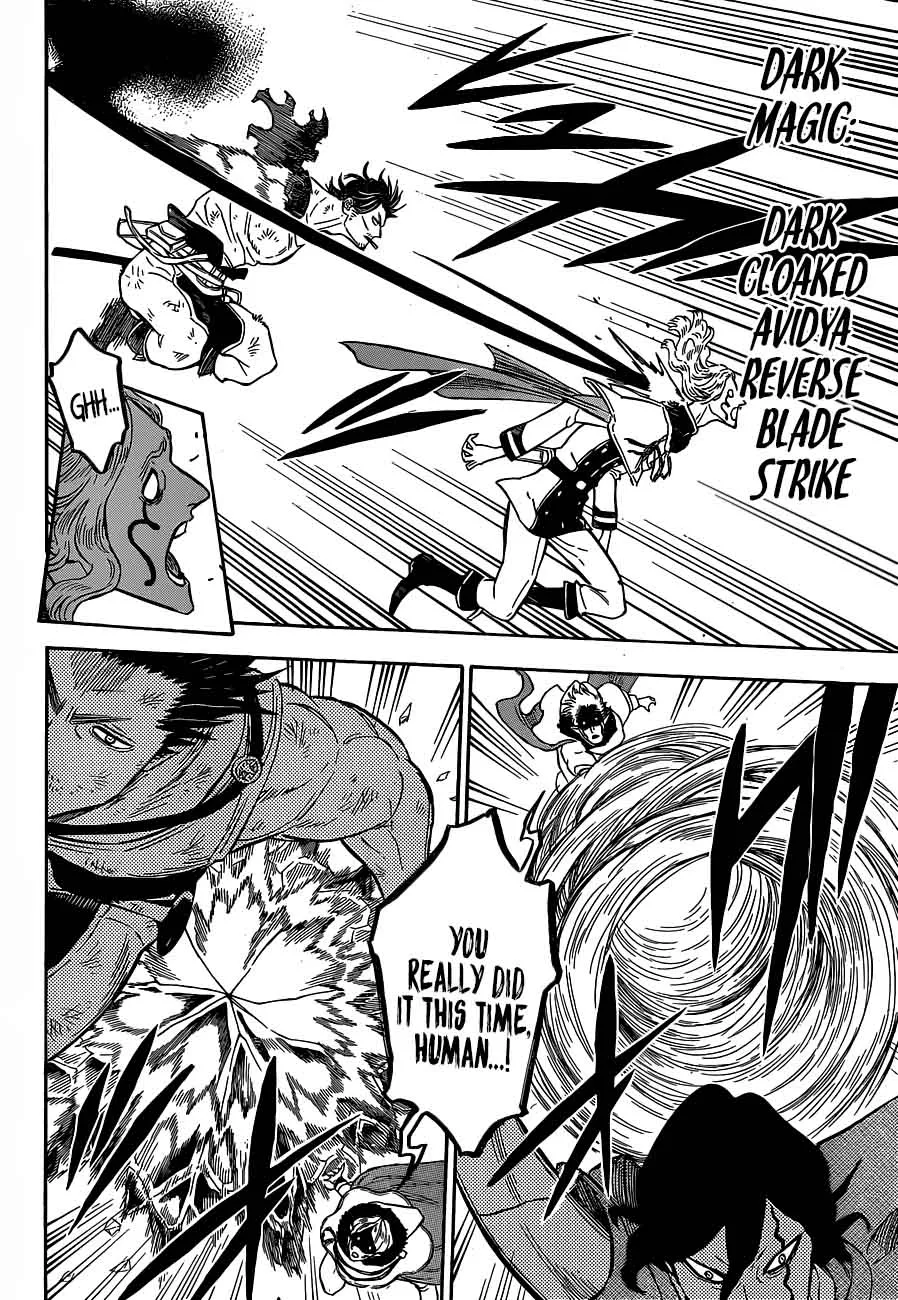 DARK
MAGIC:
DARK
CLOAKED
AVIDYA
REVERSE
BLADE
STRIKE
GHH...
YOU
REALLY DID
IT THIS TIME,
HUMAN...!